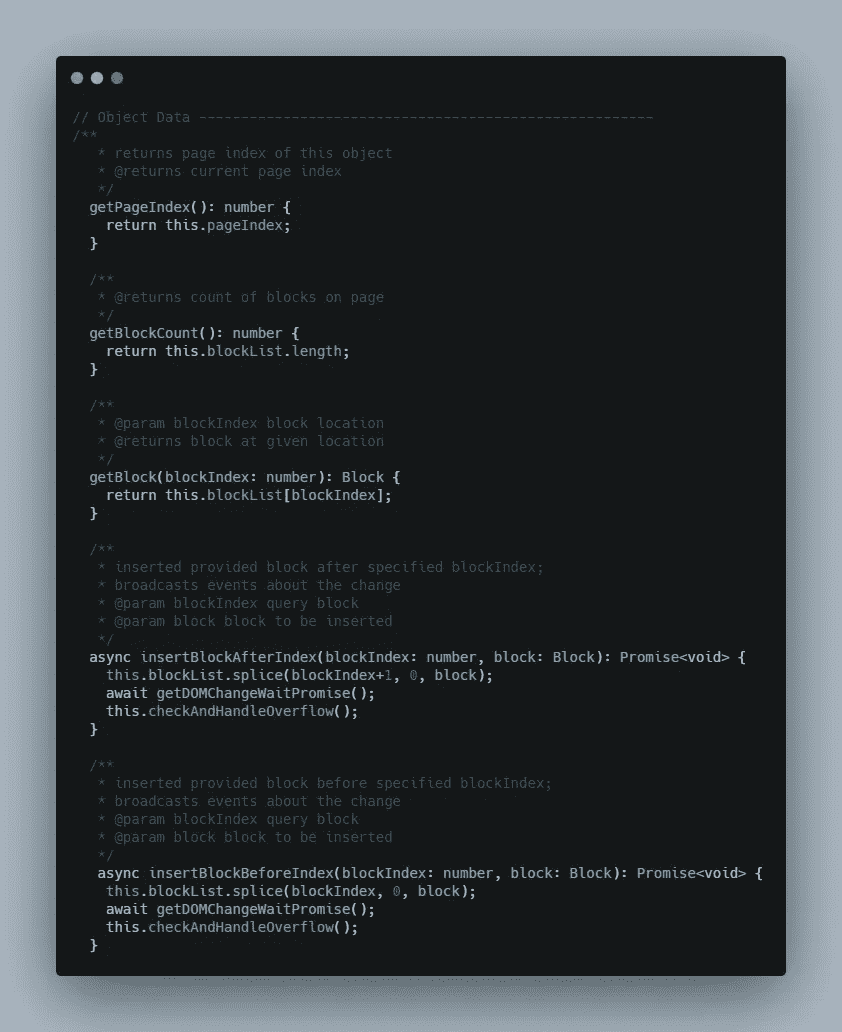 // Object Data ------------------------------------------------------
/**
   * returns page index of this object
   * @returns current page index
   */
  getPageIndex(): number {
    return this.pageIndex;
  }

  /**
   * @returns count of blocks on page
   */
  getBlockCount(): number {
    return this.blockList.length;
  }

  /**
   * @param blockIndex block location
   * @returns block at given location
   */
  getBlock(blockIndex: number): Block {
    return this.blockList[blockIndex];
  }

  /**
   * inserted provided block after specified blockIndex;
   * broadcasts events about the change
   * @param blockIndex query block
   * @param block block to be inserted
   */
  async insertBlockAfterIndex(blockIndex: number, block: Block): Promise<void> {
    this.blockList.splice(blockIndex+1, 0, block);
    await getDOMChangeWaitPromise();
    this.checkAndHandleOverflow();
  }

  /**
   * inserted provided block before specified blockIndex;
   * broadcasts events about the change
   * @param blockIndex query block
   * @param block block to be inserted
   */
   async insertBlockBeforeIndex(blockIndex: number, block: Block): Promise<void> {
    this.blockList.splice(blockIndex, 0, block);
    await getDOMChangeWaitPromise();
    this.checkAndHandleOverflow();
  }